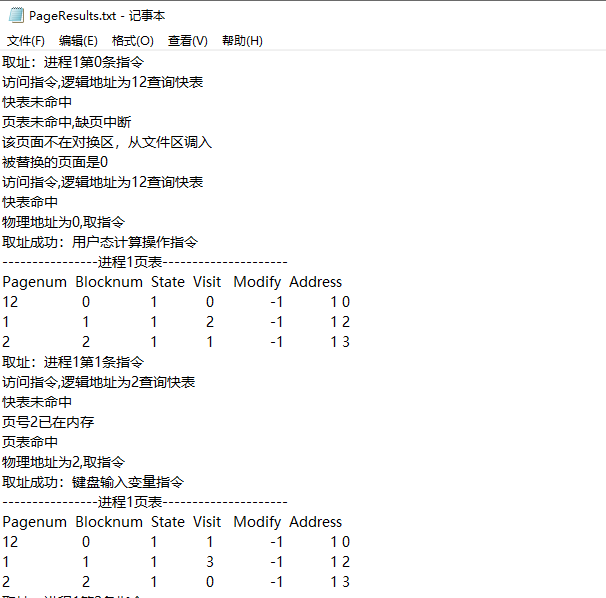 PageResults.txt - 记事本
文件(F) 编辑(E) 格式(O) 查看(V) 帮助(H)
取址：进程1第0条指令
访问指令,逻辑地址为12查询快表
快表未命中
页表未命中,缺页中断
该页面不在对换区，从文件区调入
被替换的页面是0
访问指令,逻辑地址为12查询快表
快表命中
物理地址为0,取指令
取址成功：用户态计算操作指令
----------------进程1页表---------------------
Pagenum Blocknum State Visit Modify Address
12 0 1 0 -1 1 0
1 1 1 2 -1 1 2
2 2 1 1 -1 1 3
取址：进程1第1条指令
访问指令,逻辑地址为2查询快表
快表未命中
页号2已在内存
页表命中
物理地址为2,取指令
取址成功：键盘输入变量指令
----------------进程1页表---------------------
Pagenum Blocknum State Visit Modify Address
12 0 1 1 -1 1 0
1 1 1 3 -1 1 2
2 2 1 0 -1 1 3